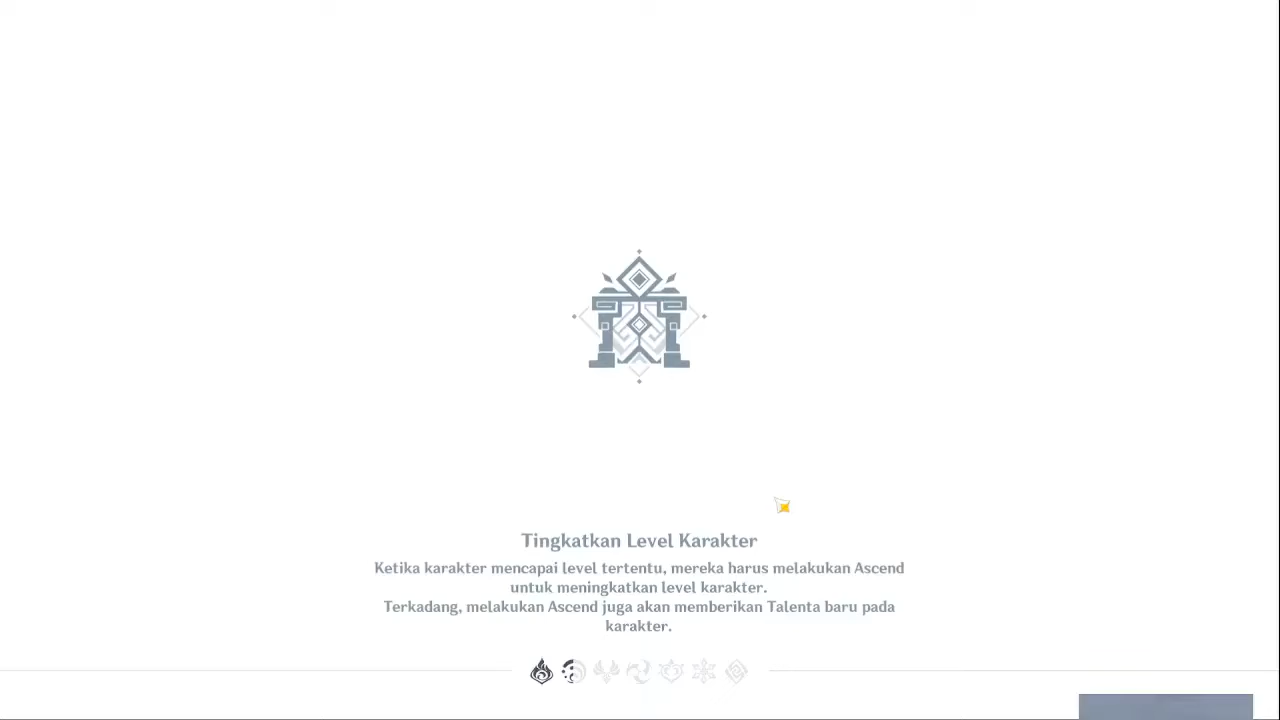 Tingkatkan Level Karakter
Ketika karakter mencapai level tertentu, mereka harus melakukan Ascend
untuk meningkatkan level karakter.
Terkadang, melakukan Ascend juga akan memberikan Talenta baru pada
karakter.